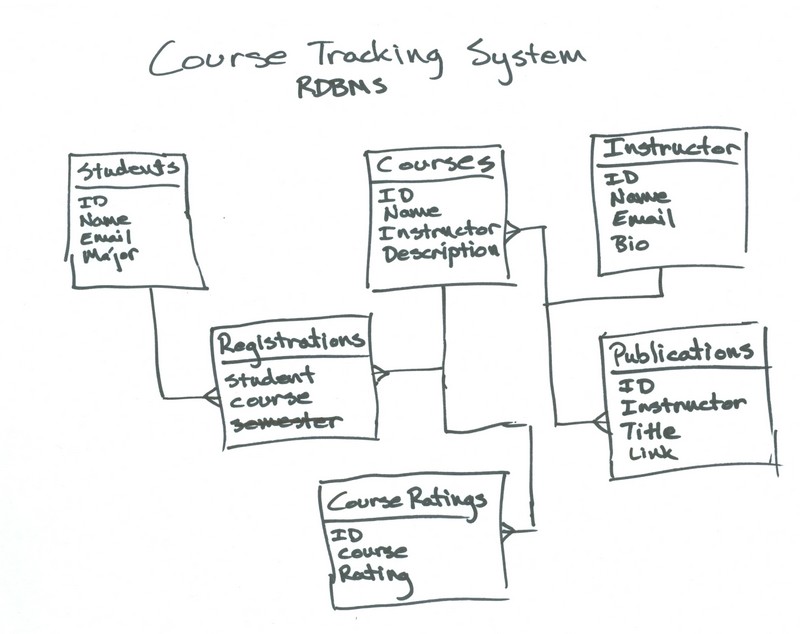 Course Tracking System
RDBMS
Students
ID
Name
Email
Major
Courses
ID
Name
Instructor
Description
Instructor
ID
Name
Email
Bio
Registrations
student
course
semester
Publications
ID
Instructor
Title
Link
Course Ratings
ID
course
Rating